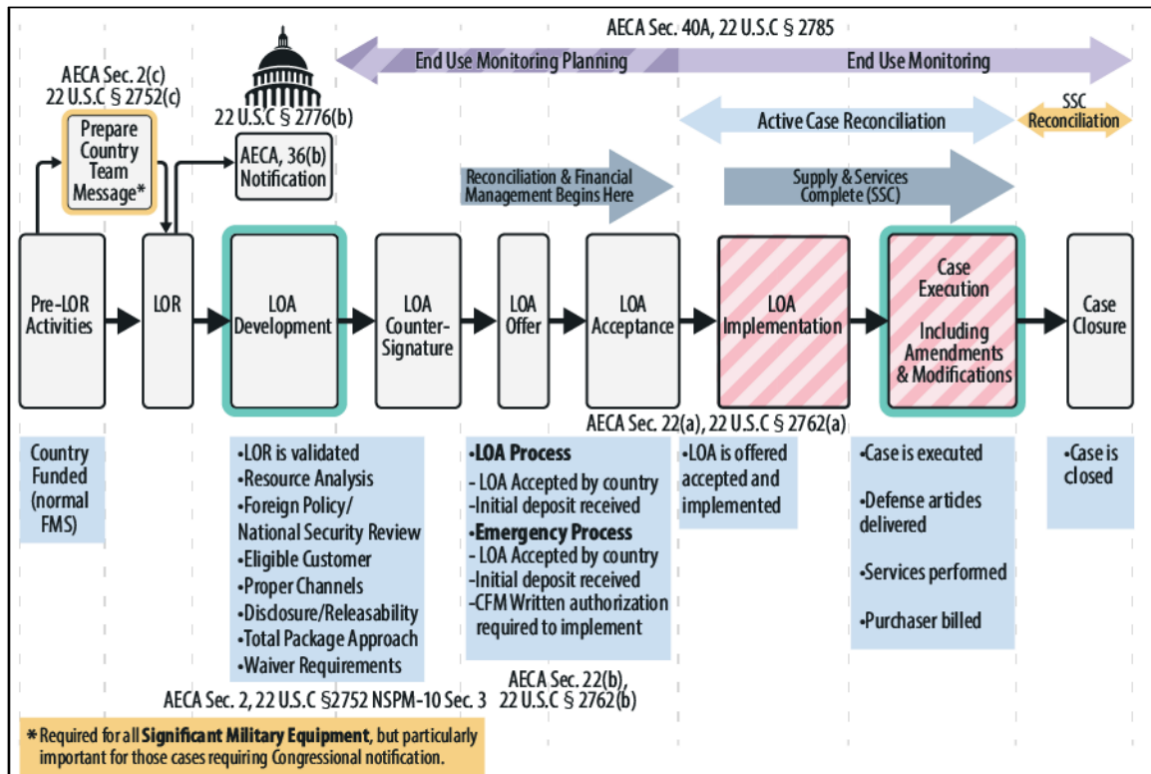 AECA Sec. 40A, 22 U.S.C § 2785
End Use Monitoring Planning
End Use Monitoring
AECA Sec. 2(c)
22 U.S.C § 2752(c)
Prepare
Country
Team
Message*
22 U.S.C § 2776(b)
AECA, 36(b)
Notification
Active Case Reconciliation
SSC
Reconciliation
Reconciliation & Financial
Management Begins Here
Supply & Services
Complete (SSC)
Pre-LOR
Activities
LOR
LOA
Development
LOA
Counter-
Signature
LOA
Offer
LOA
Acceptance
LOA
Implementation
Case
Execution
Including
Amendments
& Modifications
Case
Closure
AECA Sec. 22(a), 22 U.S.C § 2762(a)
Country
Funded
(normal
FMS)
•LOR is validated
•Resource Analysis
•Foreign Policy/
National Security Review
•Eligible Customer
•Proper Channels
•Disclosure/Releasability
•Total Package Approach
•Waiver Requirements
•LOA Process
- LOA Accepted by country
-Initial deposit received
•Emergency Process
- LOA Accepted by country
-Initial deposit received
-CFM Written authorization
required to implement
•LOA is offered
accepted and
implemented
•Case is executed
•Defense articles
delivered
•Services performed
•Purchaser billed
•Case is
closed
AECA Sec. 2, 22 U.S.C §2752 NSPM-10 Sec. 3
AECA Sec. 22(b),
22 U.S.C § 2762(b)
*Required for all Significant Military Equipment, but particularly
important for those cases requiring Congressional notification.